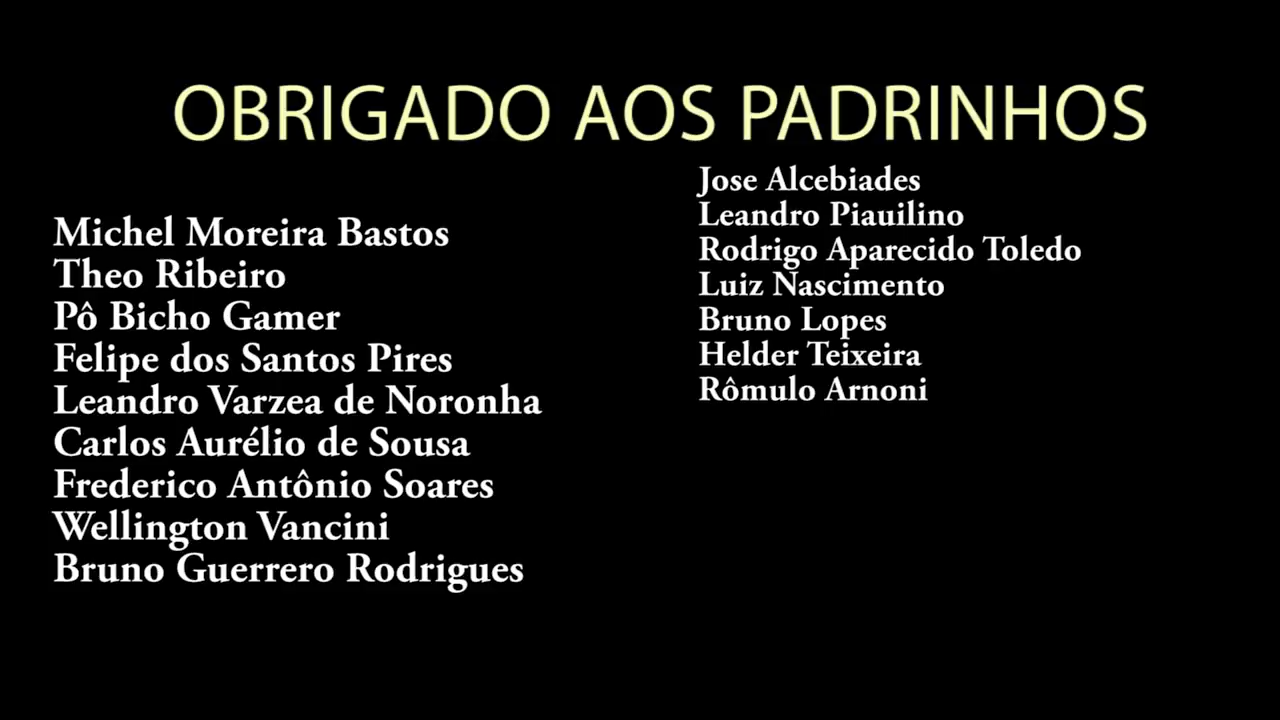 OBRIGADO AOS PADRINHOS
Michel Moreira Bastos
Theo Ribeiro
Pô Bicho Gamer
Felipe dos Santos Pires
Leandro Varzea de Noronha
Carlos Aurélio de Sousa
Frederico Antônio Soares
Wellington Vancini
Bruno Guerrero Rodrigues
Jose Alcebiades
Leandro Piauilino
Rodrigo Aparecido Toledo
Luiz Nascimento
Bruno Lopes
Helder Teixeira
Rômulo Arnoni